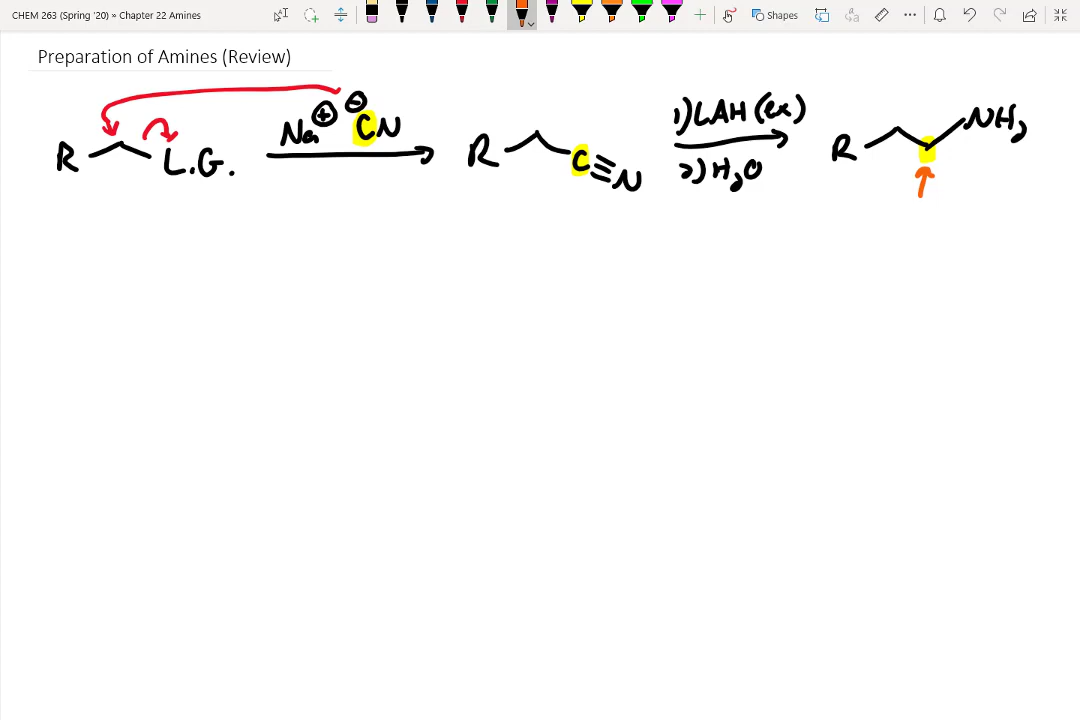 CHEM 263 (Spring '20) » Chapter 22 Amines
Shapes
Preparation of Amines (Review)
R L.G.
Na⊕ ⊖CN
R C≡N
1) LAH (ex)
2) H₂O
R NH₂